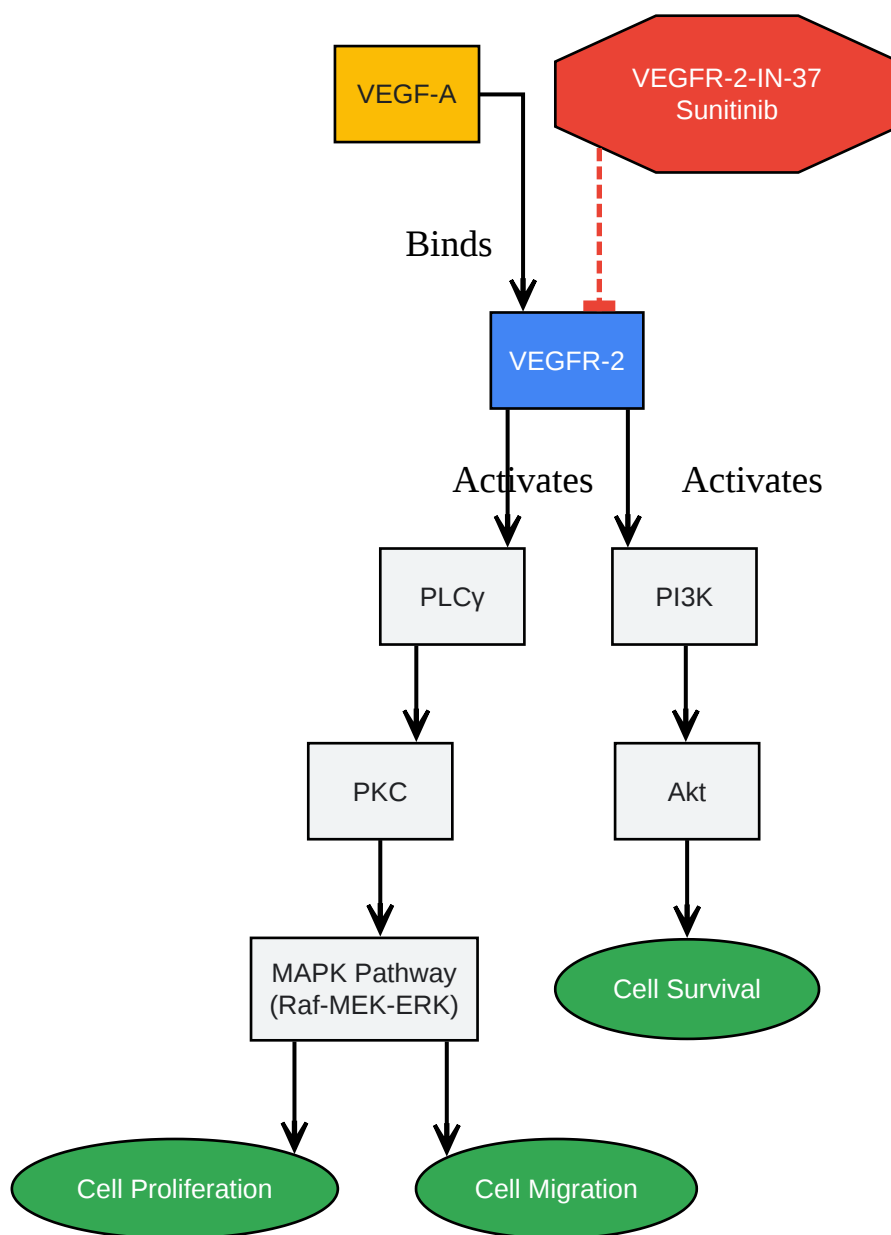 VEGF-A
VEGFR-2-IN-37
Sunitinib
Binds
VEGFR-2
Activates
Activates
PLCγ
PI3K
PKC
Akt
MAPK Pathway
(Raf-MEK-ERK)
Cell Survival
Cell Proliferation
Cell Migration